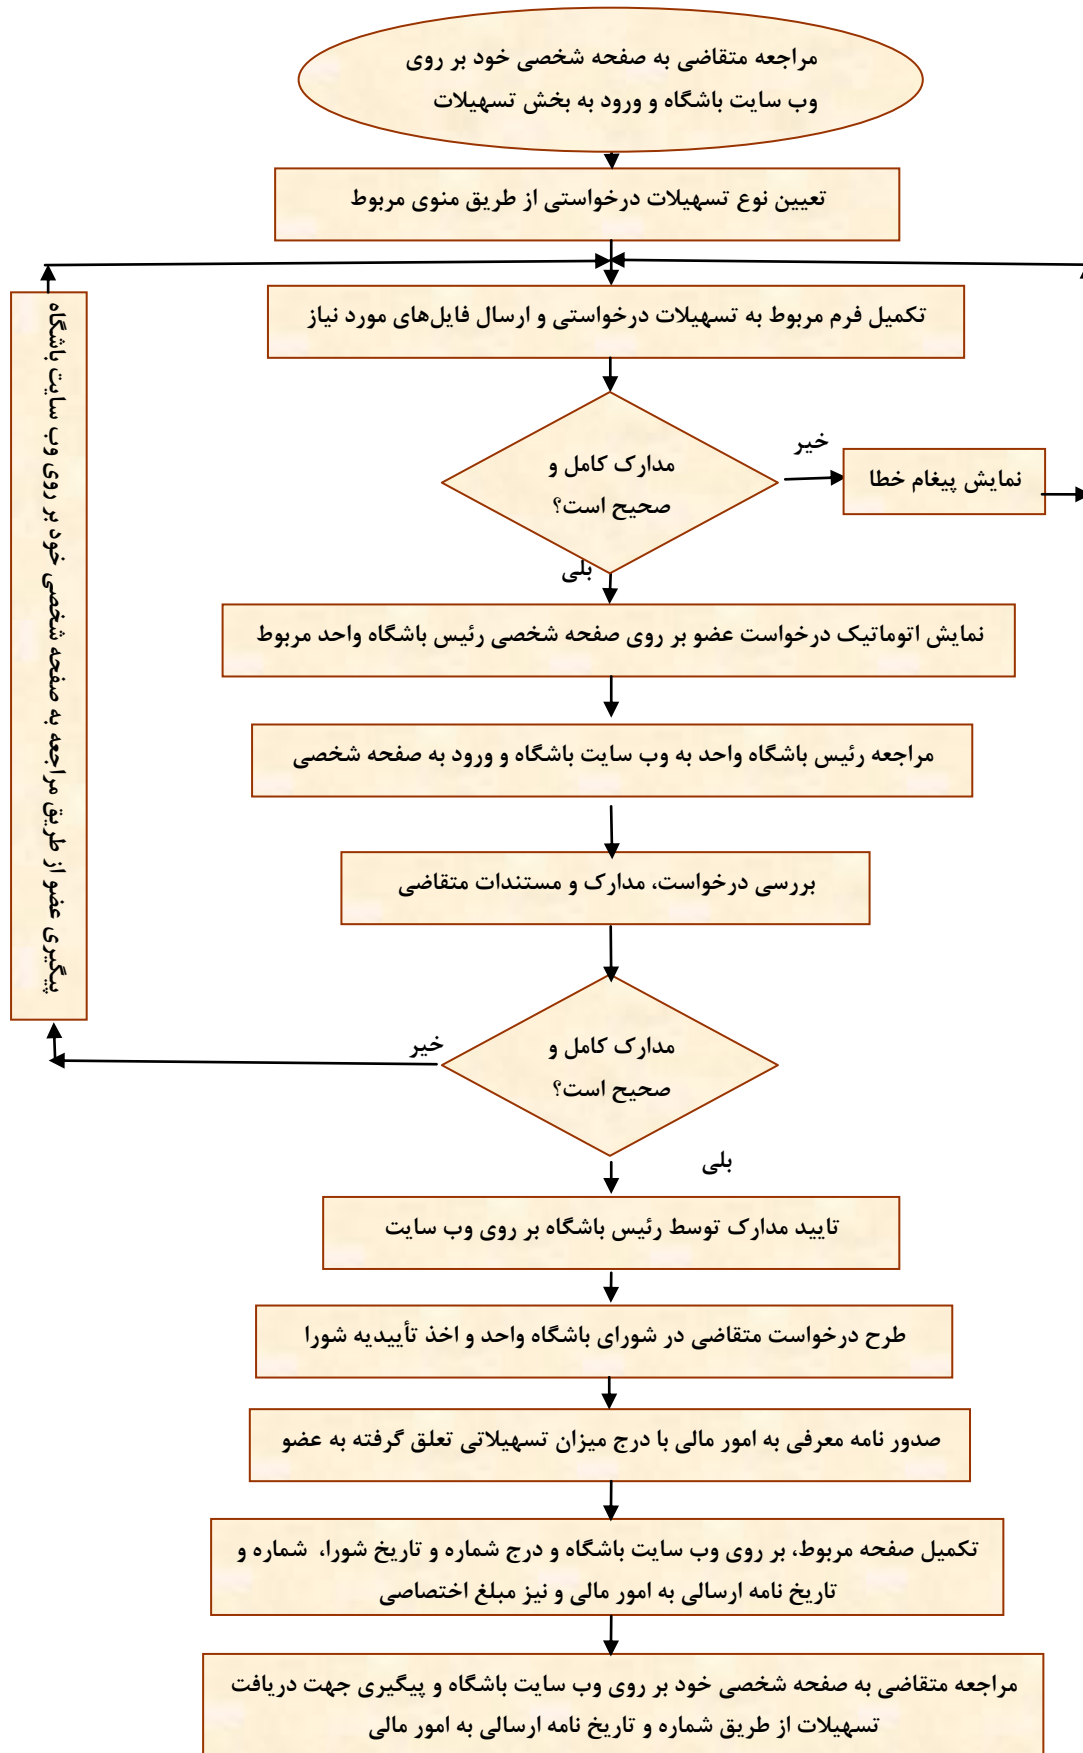 مراجعه متقاضی به صفحه شخصی خود بر روی
وب سایت باشگاه و ورود به بخش تسهیلات
تعیین نوع تسهیلات درخواستی از طریق منوی مربوط
تکمیل فرم مربوط به تسهیلات درخواستی و ارسال فایل‌های مورد نیاز
مدارک کامل و
صحیح است؟
خیر
نمایش پیغام خطا
بلی
نمایش اتوماتیک درخواست عضو بر روی صفحه شخصی رئیس باشگاه واحد مربوط
مراجعه رئیس باشگاه واحد به وب سایت باشگاه و ورود به صفحه شخصی
بررسی درخواست، مدارک و مستندات متقاضی
مدارک کامل و
صحیح است؟
خیر
پیگیری عضو از طریق مراجعه به صفحه شخصی خود بر روی وب سایت باشگاه
بلی
تایید مدارک توسط رئیس باشگاه بر روی وب سایت
طرح درخواست متقاضی در شورای باشگاه واحد و اخذ تأییدیه شورا
صدور نامه معرفی به امور مالی با درج میزان تسهیلاتی تعلق گرفته به عضو
تکمیل صفحه مربوط، بر روی وب سایت باشگاه و درج شماره و تاریخ شورا، شماره و
تاریخ نامه ارسالی به امور مالی و نیز مبلغ اختصاصی
مراجعه متقاضی به صفحه شخصی خود بر روی وب سایت باشگاه و پیگیری جهت دریافت
تسهیلات از طریق شماره و تاریخ نامه ارسالی به امور مالی